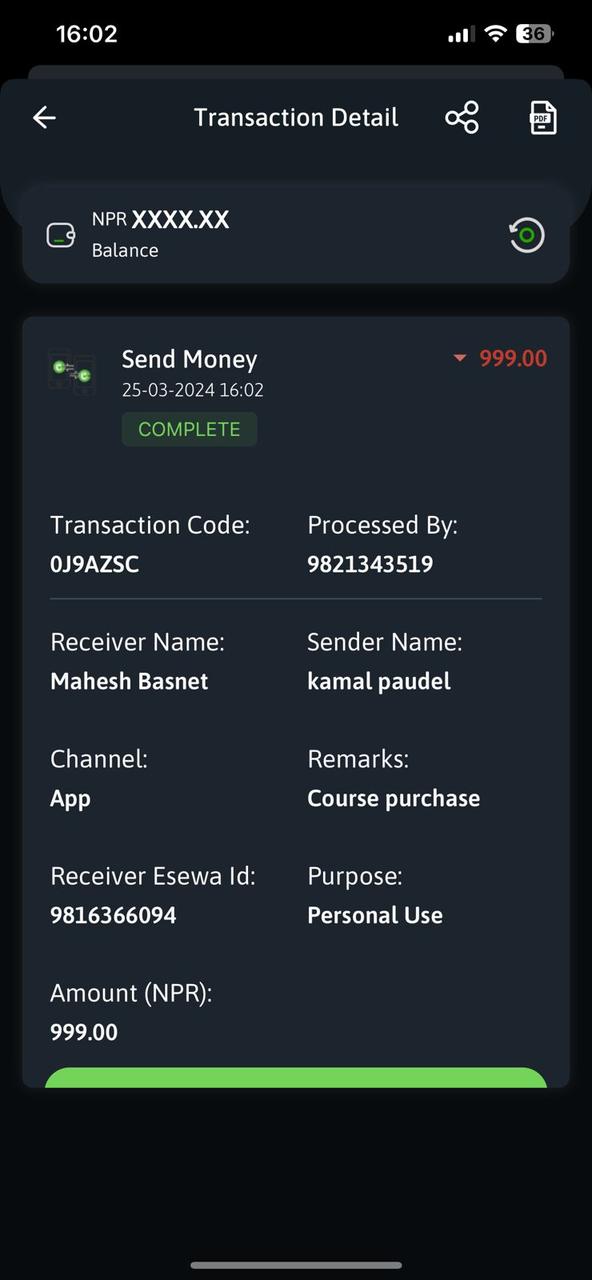 16:02
36
Transaction Detail
PDF
NPR XXXX.XX
Balance
Send Money
999.00
25-03-2024 16:02
COMPLETE
Transaction Code:
Processed By:
0J9AZSC
9821343519
Receiver Name:
Sender Name:
Mahesh Basnet
kamal paudel
Channel:
Remarks:
App
Course purchase
Receiver Esewa Id:
Purpose:
9816366094
Personal Use
Amount (NPR):
999.00